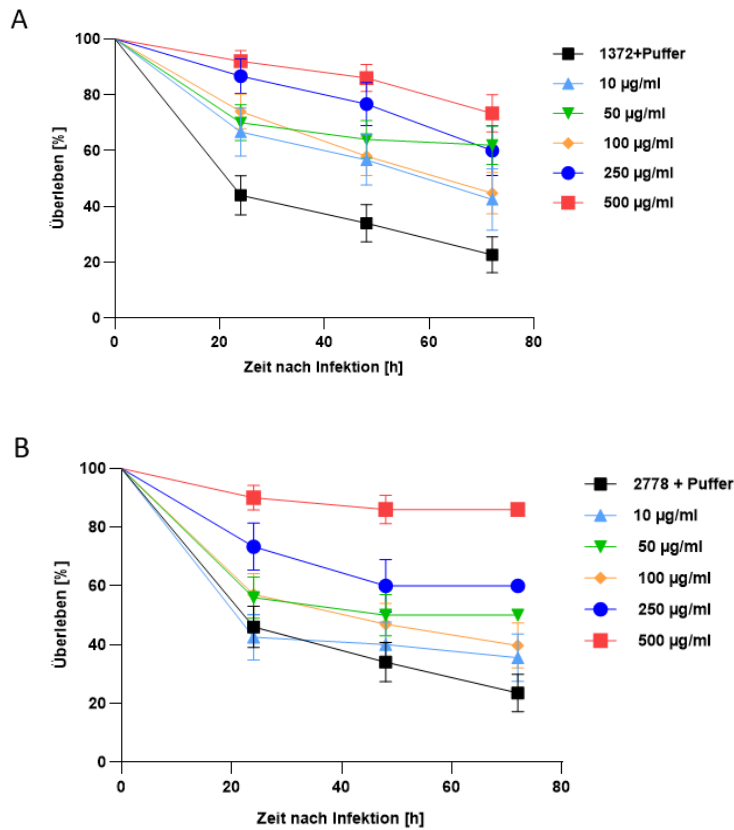 A
100
80
60
40
20
0
Überleben [%]
0 20 40 60 80
Zeit nach Infektion [h]
1372+Puffer
10 µg/ml
50 µg/ml
100 µg/ml
250 µg/ml
500 µg/ml
B
100
80
60
40
20
0
Überleben [%]
0 20 40 60 80
Zeit nach Infektion [h]
2778 + Puffer
10 µg/ml
50 µg/ml
100 µg/ml
250 µg/ml
500 µg/ml